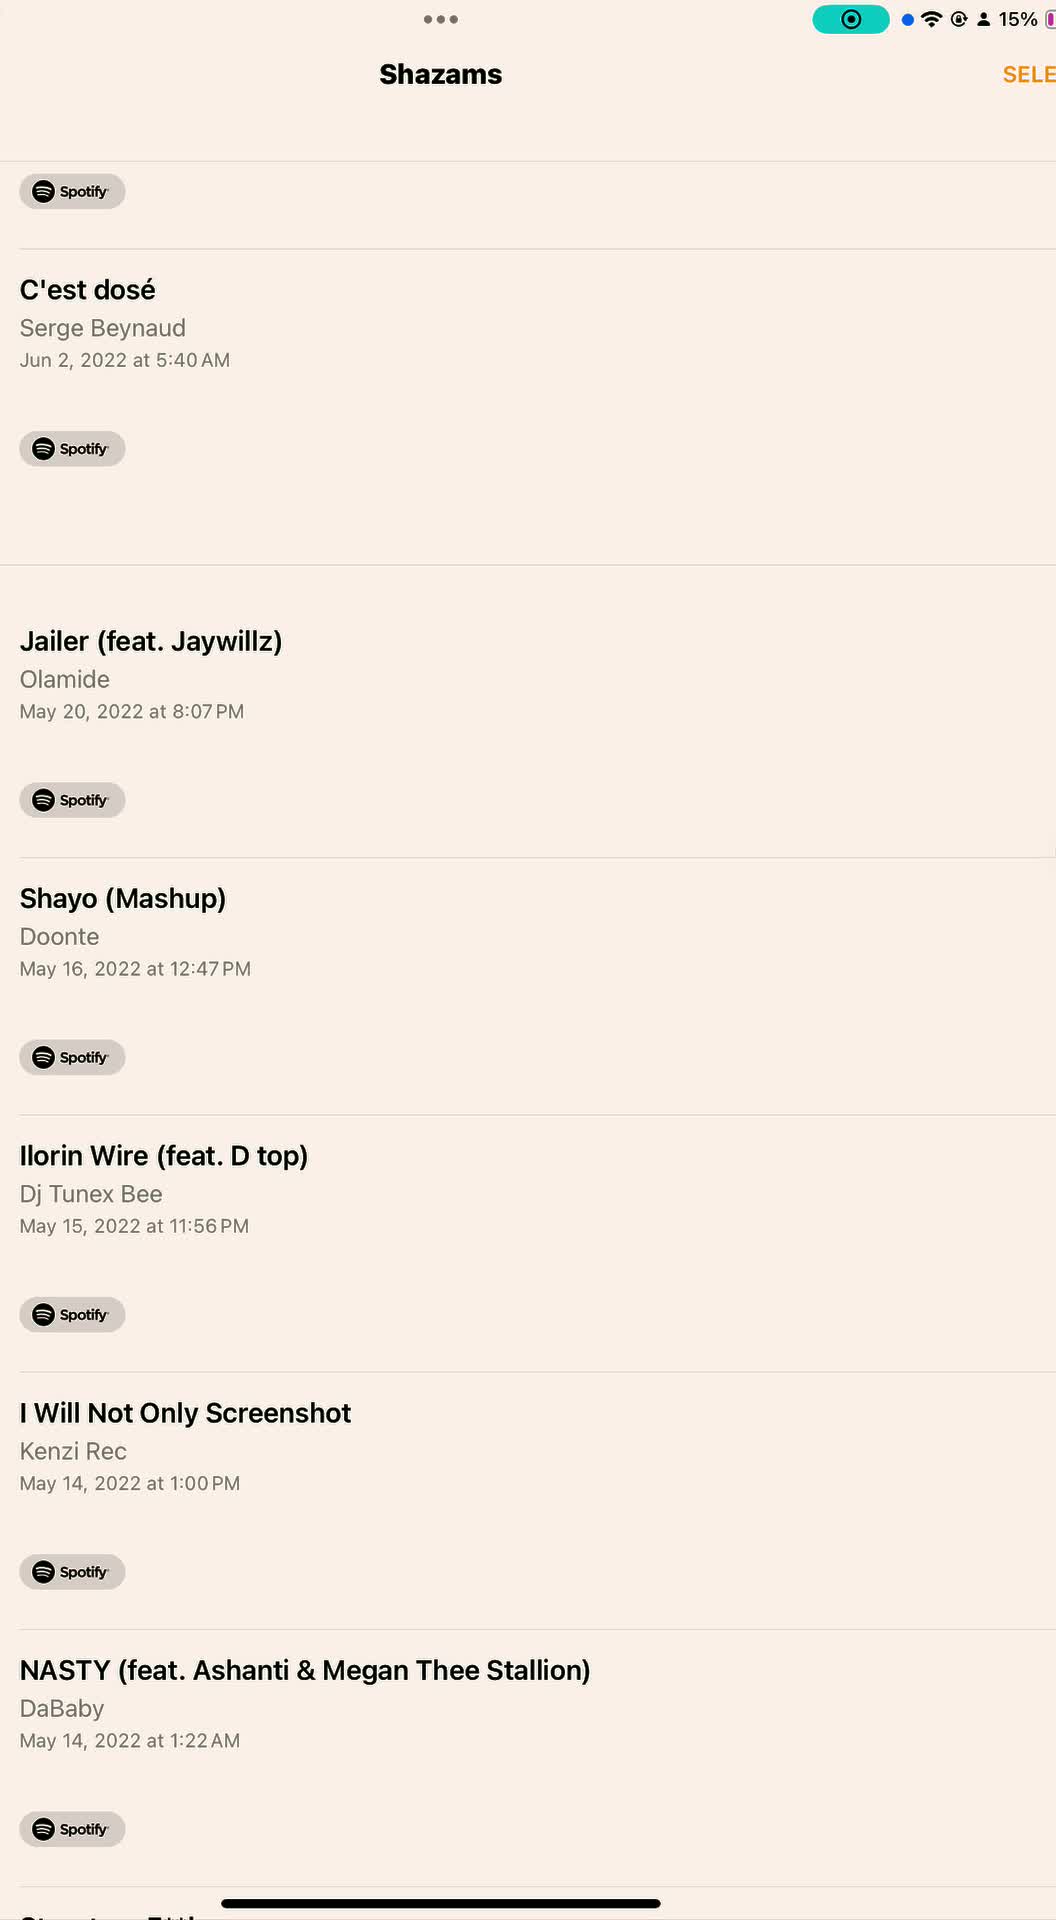 15%
Shazams
SELE
Spotify
C'est dosé
Serge Beynaud
Jun 2, 2022 at 5:40 AM
Spotify
Jailer (feat. Jaywillz)
Olamide
May 20, 2022 at 8:07 PM
Spotify
Shayo (Mashup)
Doonte
May 16, 2022 at 12:47 PM
Spotify
Ilorin Wire (feat. D top)
Dj Tunex Bee
May 15, 2022 at 11:56 PM
Spotify
I Will Not Only Screenshot
Kenzi Rec
May 14, 2022 at 1:00 PM
Spotify
NASTY (feat. Ashanti & Megan Thee Stallion)
DaBaby
May 14, 2022 at 1:22 AM
Spotify